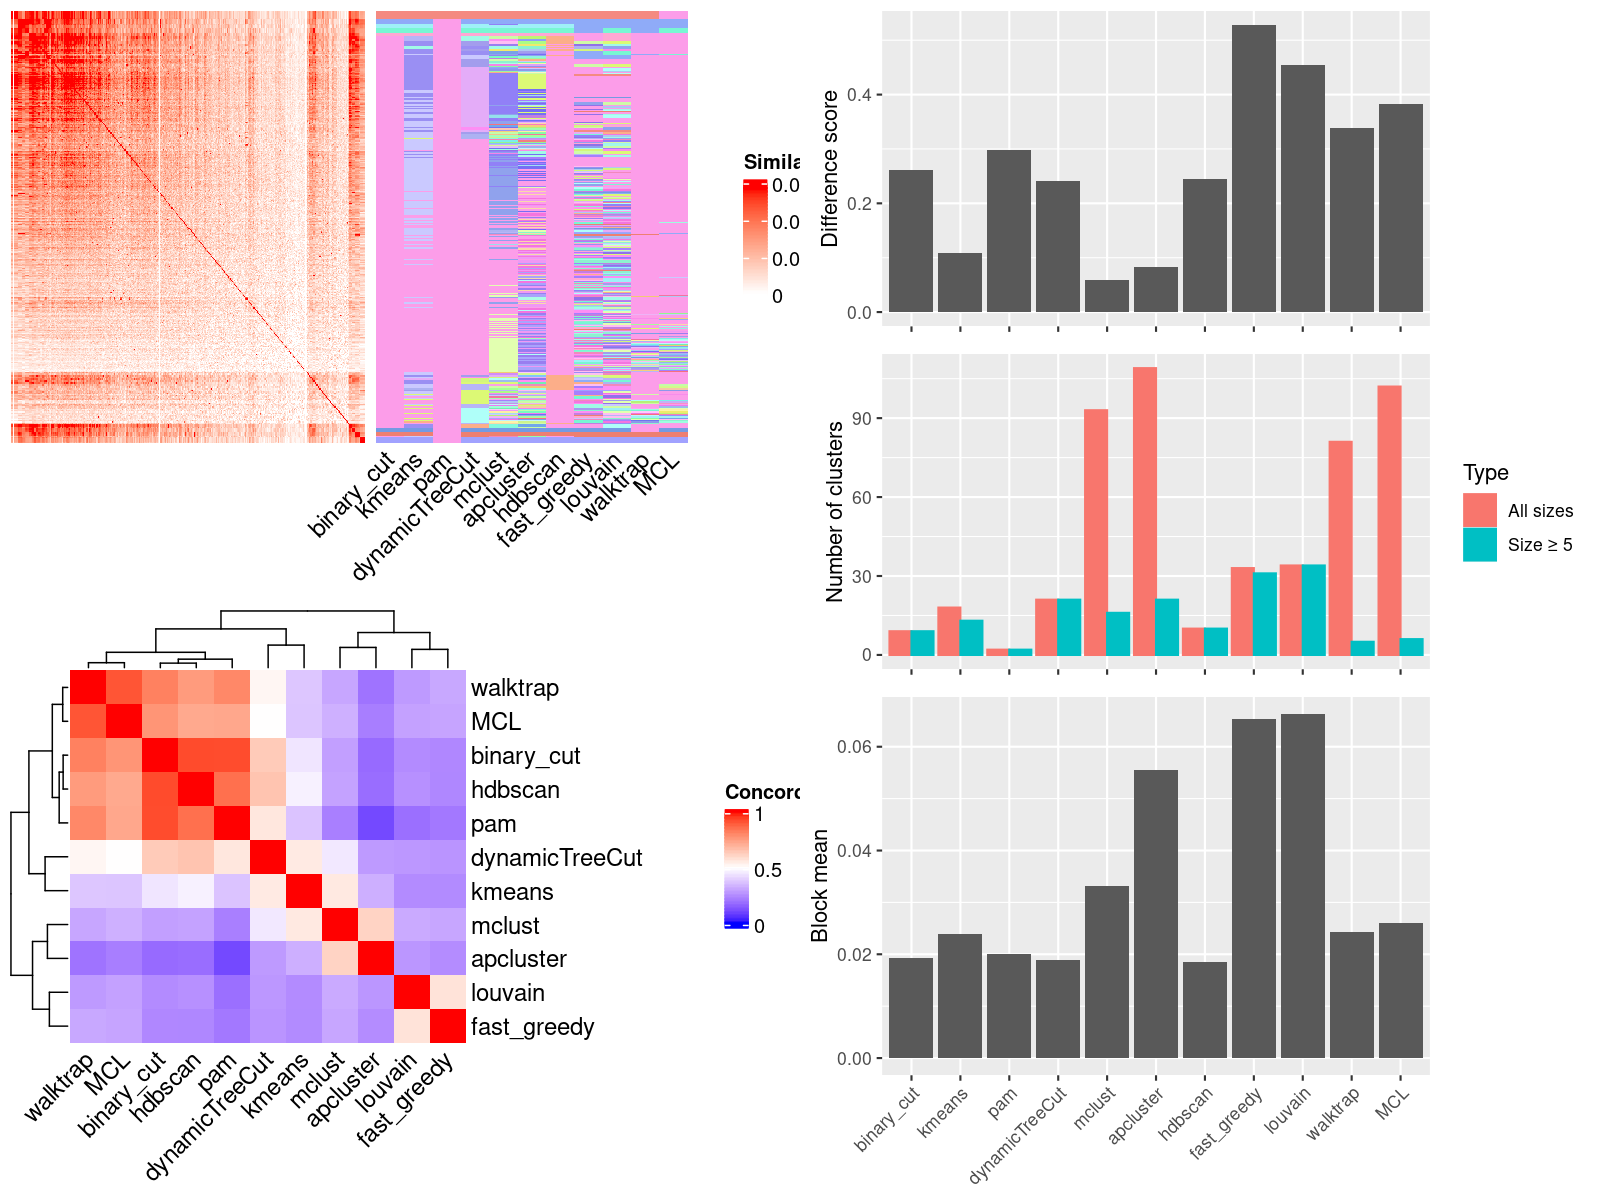 Simila
0.0
0.0
0.0
0
binary_cut
kmeans
pam
dynamicTreeCut
mclust
apcluster
hdbscan
fast_greedy
louvain
walktrap
MCL
walktrap
MCL
binary_cut
hdbscan
pam
dynamicTreeCut
kmeans
mclust
apcluster
louvain
fast_greedy
walktrap
MCL
binary_cut
hdbscan
pam
dynamicTreeCut
kmeans
mclust
apcluster
louvain
fast_greedy
Concord
1
0.5
0
Difference score
0.4
0.2
0.0
Number of clusters
90
60
30
0
Type
All sizes
Size ≥ 5
Block mean
0.06
0.04
0.02
0.00
binary_cut
kmeans
pam
dynamicTreeCut
mclust
apcluster
hdbscan
fast_greedy
louvain
walktrap
MCL